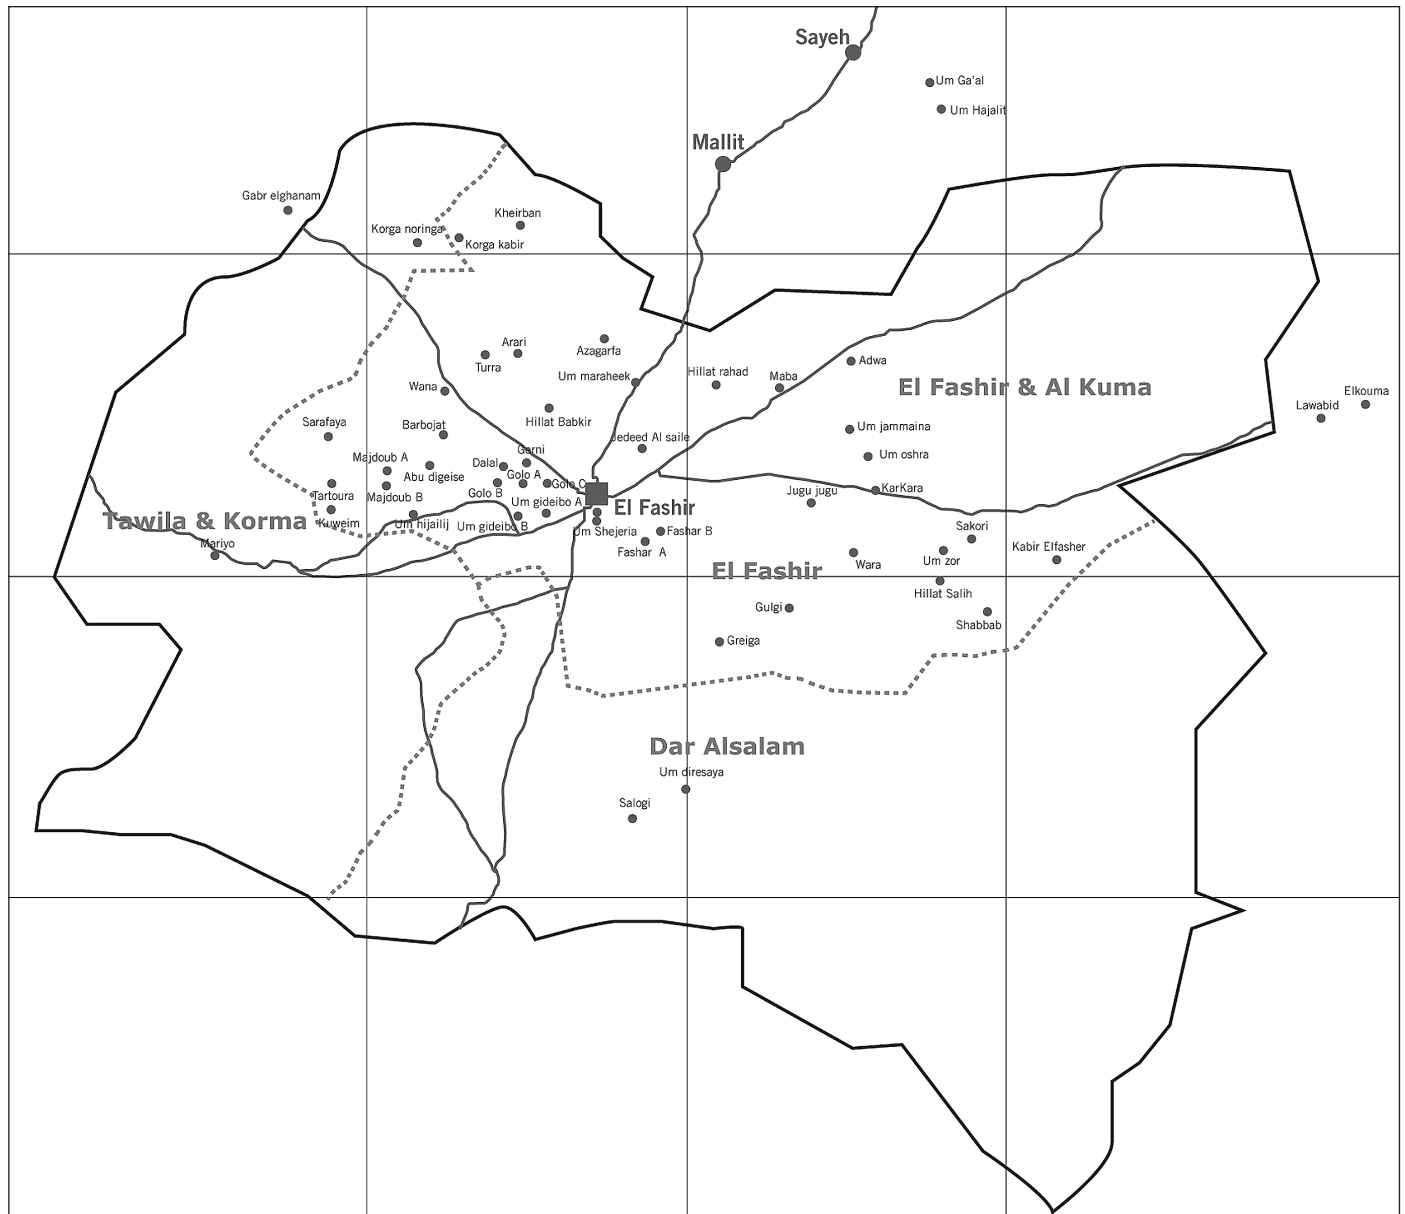 Sayeh
Um Ga'al
Um Hajalit
Mallit
Gabr elghanam
Kheirban
Korga noringa
Korga kabir
Arari
Azagarfa
Turra
Adwa
Um maraheek
Hillat rahad
Maba
Wana
El Fashir & Al Kuma
Elkouma
Lawabid
Sarafaya
Barbojat
Hillat Babkir
Um jammaina
Jedeed Al saile
Gerni
Um oshra
Majdoub A
Dalal
Abu digeise
Golo A
Golo C
KarKara
Jugu jugu
Tartoura
Majdoub B
Golo B
Um gideibo A
El Fashir
Tawila & Korma
Kuweim
Um hijailij
Um gideibo B
Um Shejeria
Fashar B
Sakori
Mariyo
Fashar A
Kabir Elfasher
Um zor
Wara
El Fashir
Hillat Salih
Gulgi
Shabbab
Greiga
Dar Alsalam
Um diresaya
Salogi